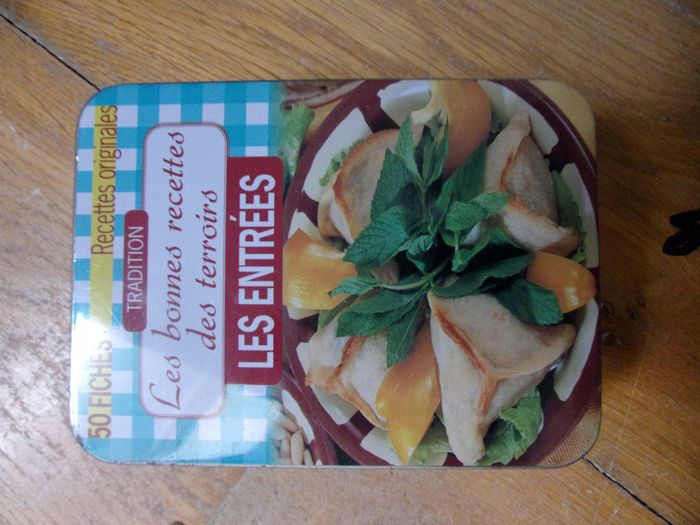 50 FICHES
Recettes originales
TRADITION
Les bonnes recettes
des terroirs
LES ENTRÉES